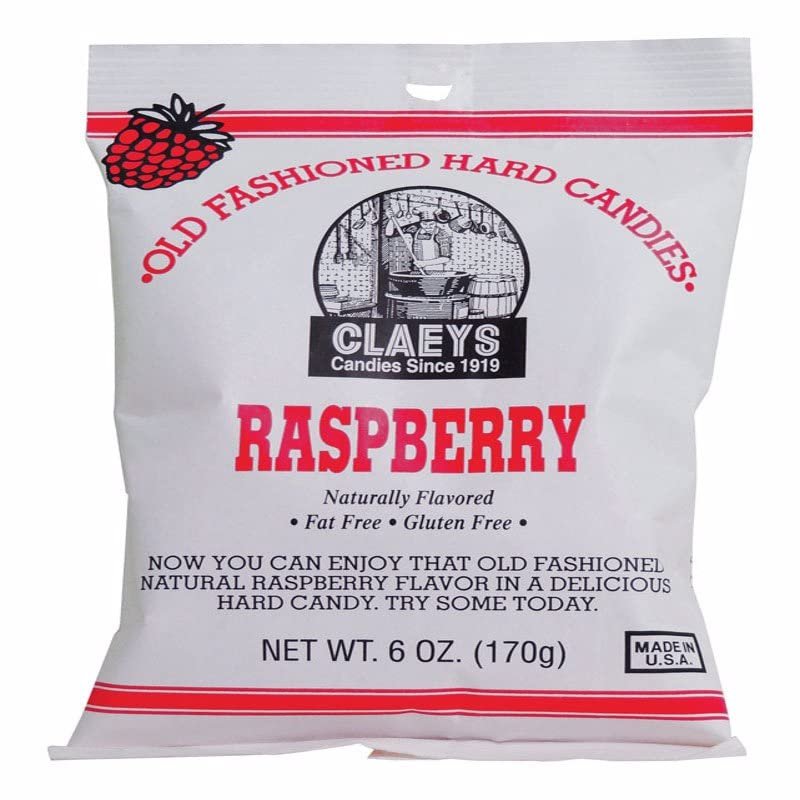 •OLD FASHIONED HARD CANDIES•
CLAEYS
Candies Since 1919
RASPBERRY
Naturally Flavored
• Fat Free • Gluten Free •
NOW YOU CAN ENJOY THAT OLD FASHIONED
NATURAL RASPBERRY FLAVOR IN A DELICIOUS
HARD CANDY. TRY SOME TODAY.
NET WT. 6 OZ. (170g)
MADE IN
U.S.A.